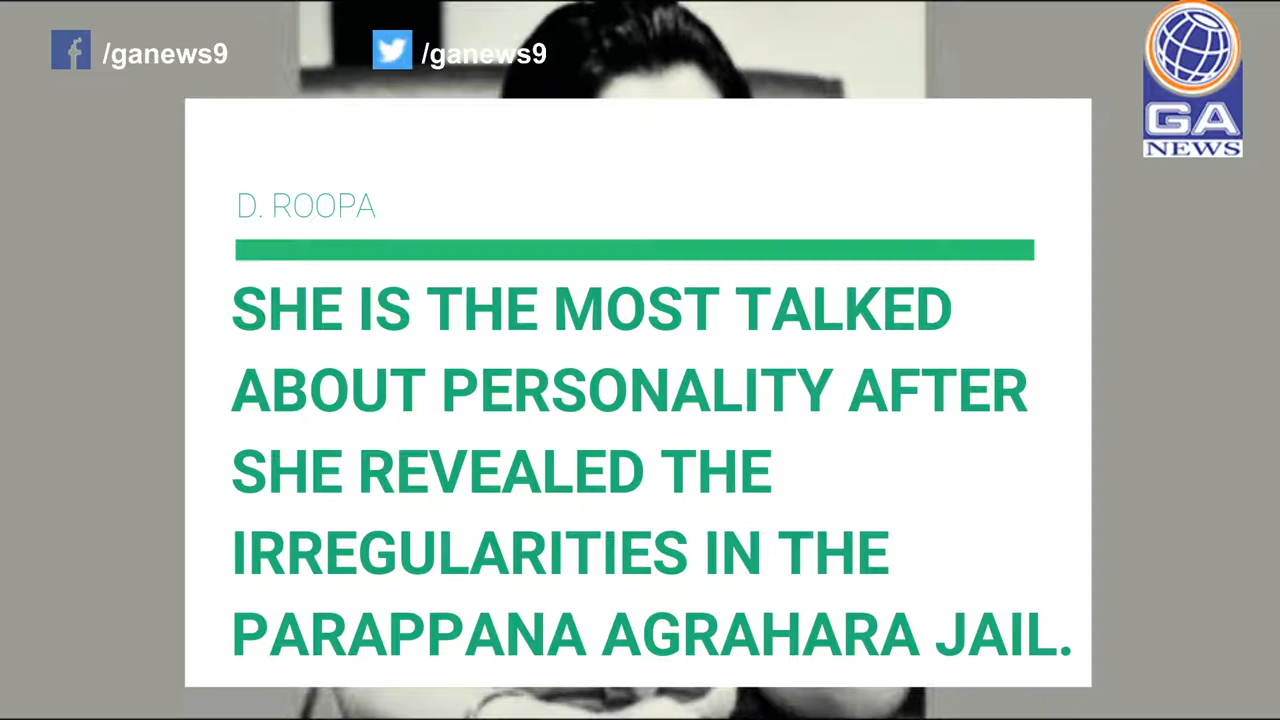 /ganews9 /ganews9
GA
NEWS
D. ROOPA
SHE IS THE MOST TALKED
ABOUT PERSONALITY AFTER
SHE REVEALED THE
IRREGULARITIES IN THE
PARAPPANA AGRAHARA JAIL.